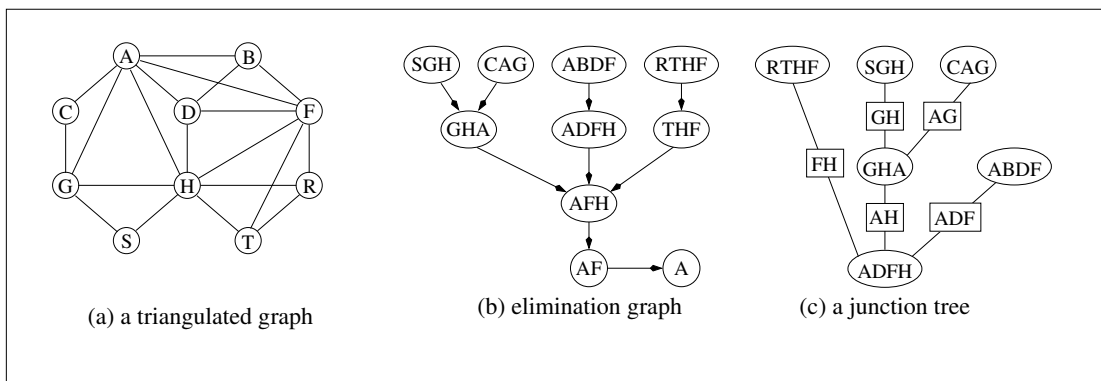 A B
C D F
G H R
S T
(a) a triangulated graph
SGH CAG ABDF RTHF
GHA ADFH THF
AFH
AF A
(b) elimination graph
RTHF SGH CAG
GH AG
FH GHA ABDF
AH ADF
ADFH
(c) a junction tree